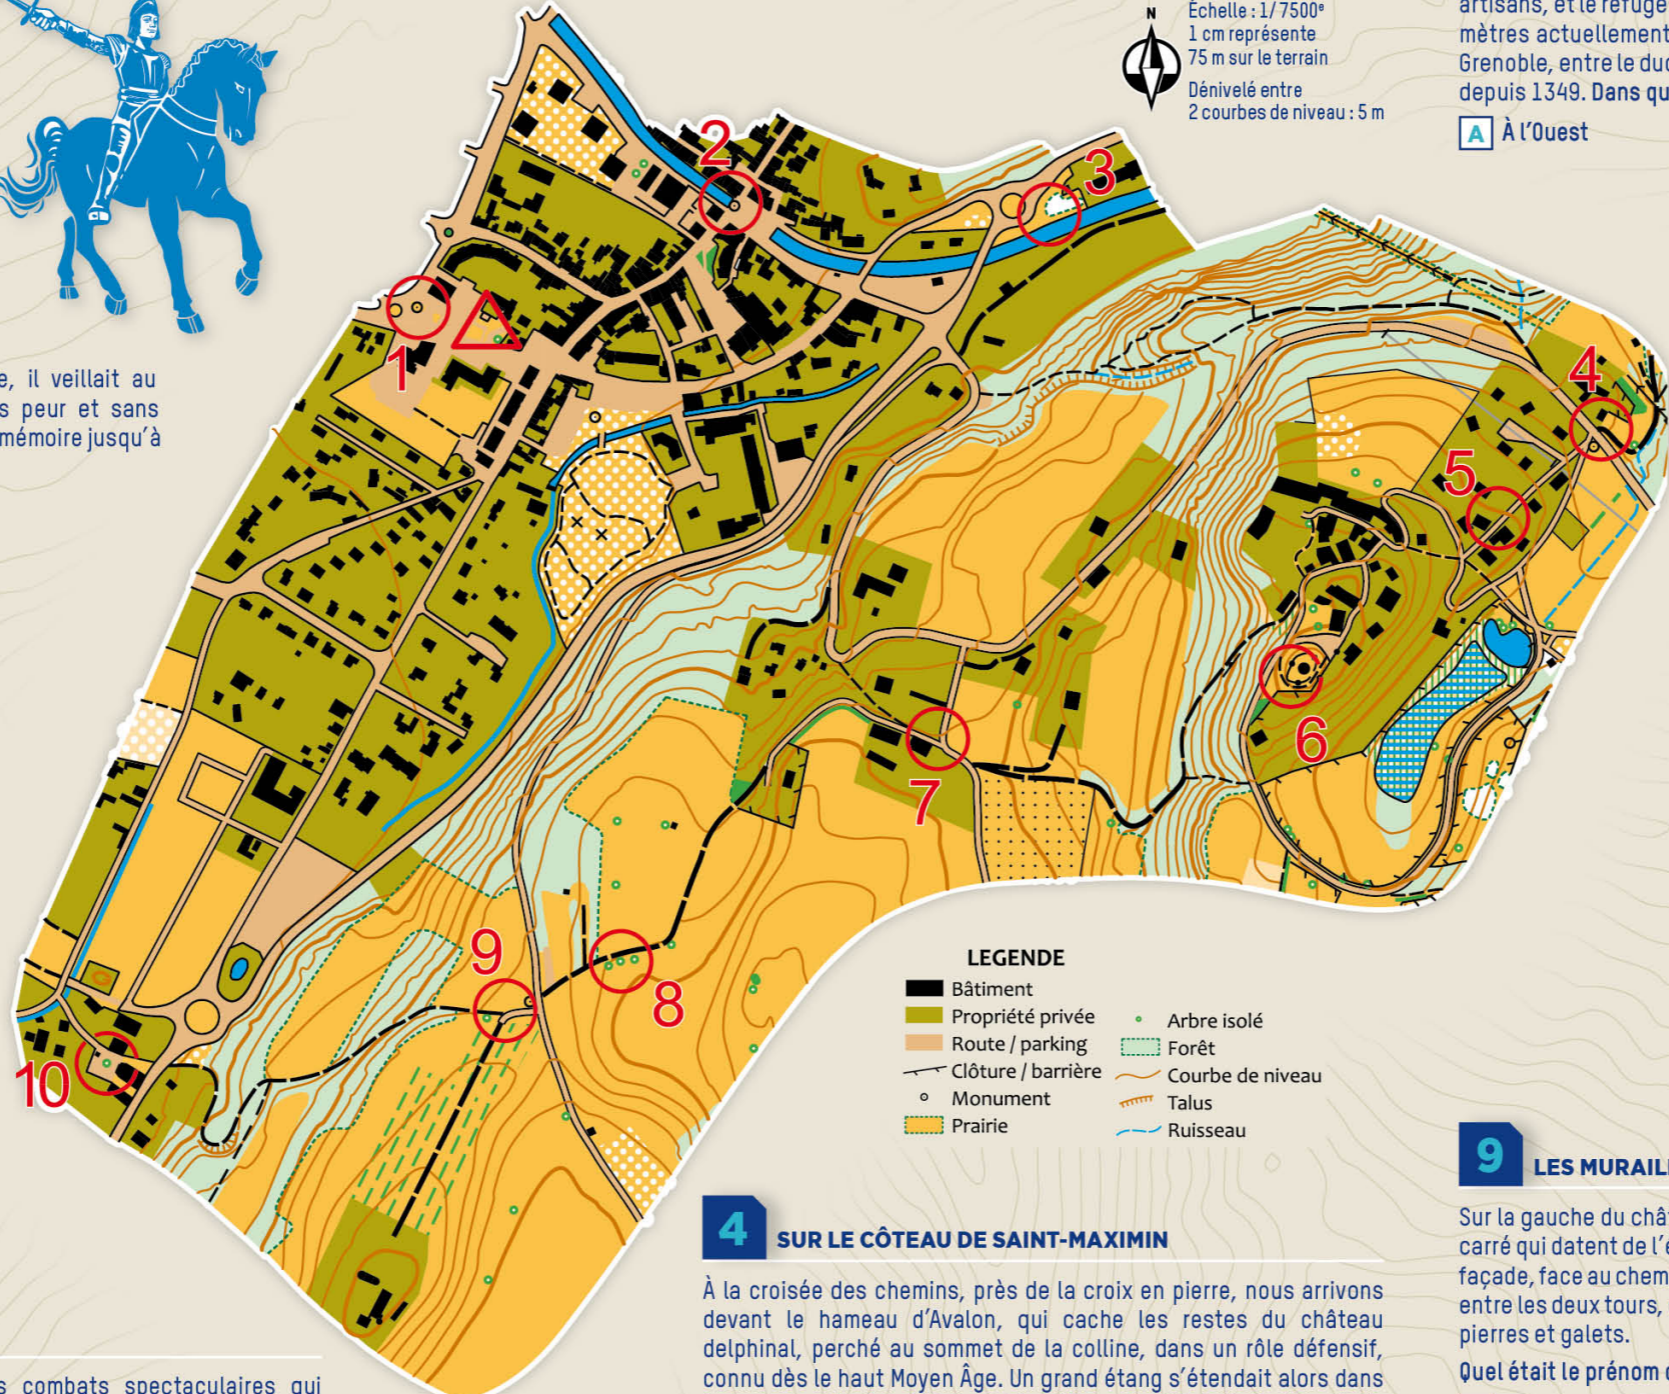 N
Échelle : 1/7500ᵉ
1 cm représente
75 m sur le terrain
Dénivelé entre
2 courbes de niveau : 5 m
artisans, et le refuge
mètres actuellement
Grenoble, entre le duc
depuis 1349. Dans qu
A À l'Ouest
e, il veillait au
s peur et sans
mémoire jusqu'à
1
2
3
4
5
6
7
8
9
10
LEGENDE
Bâtiment
Propriété privée
Route / parking
Clôture / barrière
Monument
Prairie
Arbre isolé
Forêt
Courbe de niveau
Talus
Ruisseau
4 SUR LE CÔTEAU DE SAINT-MAXIMIN
À la croisée des chemins, près de la croix en pierre, nous arrivons
devant le hameau d'Avalon, qui cache les restes du château
delphinal, perché au sommet de la colline, dans un rôle défensif,
connu dès le haut Moyen Âge. Un grand étang s'étendait alors dans
9 LES MURAILL
Sur la gauche du chât
carré qui datent de l'é
façade, face au chem
entre les deux tours,
pierres et galets.
Quel était le prénom d
s combats spectaculaires qui